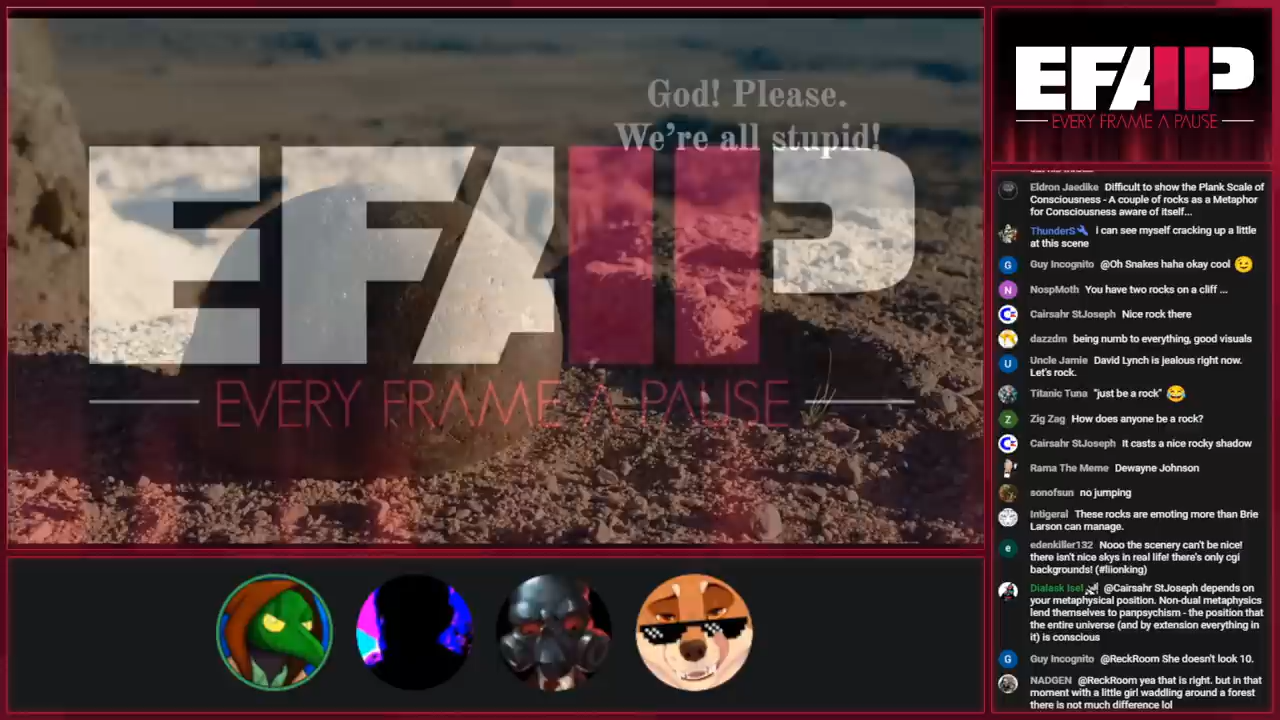 God! Please.
We're all stupid!
EFAP
EVERY FRAME A PAUSE
EFAP
EVERY FRAME A PAUSE
Eldron Jaedike Difficult to show the Plank Scale of
Consciousness - A couple of rocks as a Metaphor
for Consciousness aware of itself...
ThunderS i can see myself cracking up a little
at this scene
G Guy Incognito @Oh Snakes haha okay cool 😉
N NospMoth You have two rocks on a cliff ...
Cairsahr StJoseph Nice rock there
dazzdm being numb to everything, good visuals
U Uncle Jamie David Lynch is jealous right now.
Let's rock.
Titanic Tuna "just be a rock" 😂
Z Zig Zag How does anyone be a rock?
Cairsahr StJoseph It casts a nice rocky shadow
Rama The Meme Dewayne Johnson
sonofsun no jumping
Intigeral These rocks are emoting more than Brie
Larson can manage.
e edenkiller132 Nooo the scenery can't be nice!
there isn't nice skys in real life! there's only cgi
backgrounds! (#liionking)
Dialask Isel @Cairsahr StJoseph depends on
your metaphysical position. Non-dual metaphysics
lend themselves to panpsychism - the position that
the entire universe (and by extension everything in
it) is conscious
G Guy Incognito @ReckRoom She doesn't look 10.
NADGEN @ReckRoom yea that is right. but in that
moment with a little girl waddling around a forest
there is not much difference lol